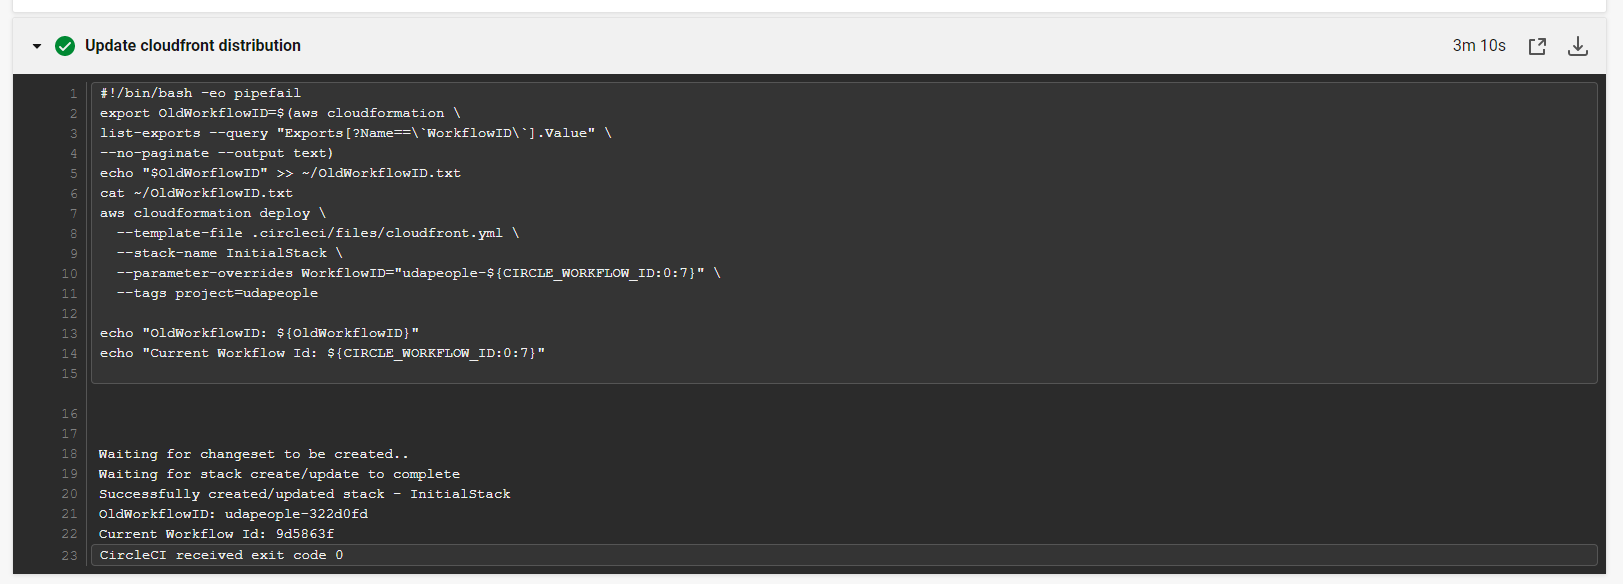 Update cloudfront distribution 3m 10s
1 #!/bin/bash -eo pipefail
2 export OldWorkflowID=$(aws cloudformation \
3 list-exports --query "Exports[?Name==\`WorkflowID\`].Value" \
4 --no-paginate --output text)
5 echo "$OldWorflowID" >> ~/OldWorkflowID.txt
6 cat ~/OldWorkflowID.txt
7 aws cloudformation deploy \
8   --template-file .circleci/files/cloudfront.yml \
9   --stack-name InitialStack \
10   --parameter-overrides WorkflowID="udapeople-${CIRCLE_WORKFLOW_ID:0:7}" \
11   --tags project=udapeople
12
13 echo "OldWorkflowID: ${OldWorkflowID}"
14 echo "Current Workflow Id: ${CIRCLE_WORKFLOW_ID:0:7}"
15
16
17
18 Waiting for changeset to be created..
19 Waiting for stack create/update to complete
20 Successfully created/updated stack - InitialStack
21 OldWorkflowID: udapeople-322d0fd
22 Current Workflow Id: 9d5863f
23 CircleCI received exit code 0